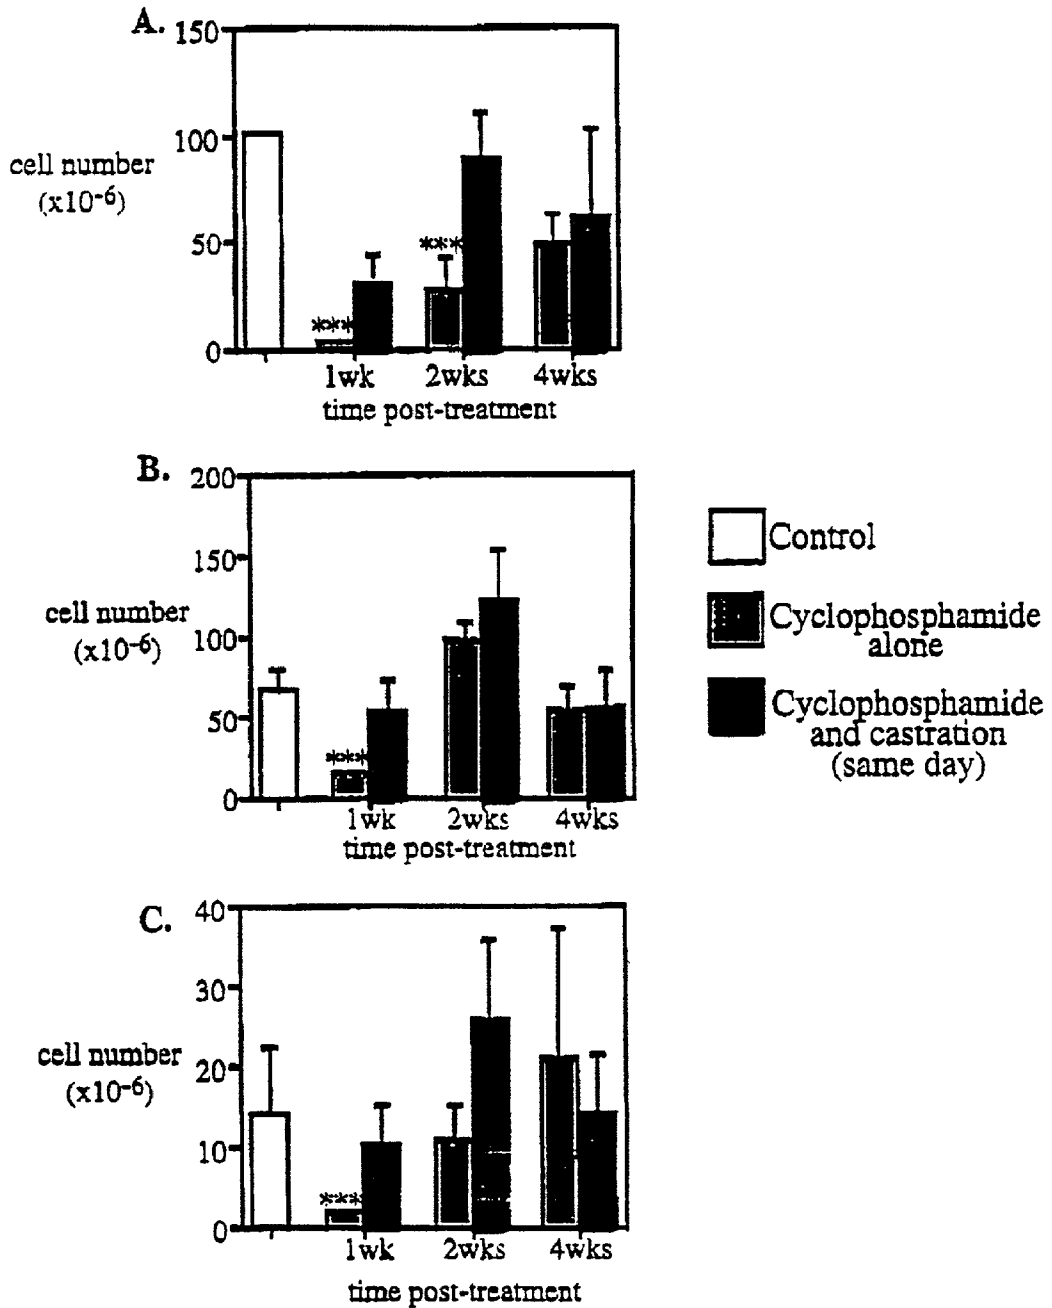 A.
150
100
50
0
cell number
(x10-6)
***
***
1wk 2wks 4wks
time post-treatment
B.
200
150
100
50
0
cell number
(x10-6)
***
1wk 2wks 4wks
time post-treatment
Control
Cyclophosphamide
alone
Cyclophosphamide
and castration
(same day)
C.
40
30
20
10
0
cell number
(x10-6)
***
1wk 2wks 4wks
time post-treatment